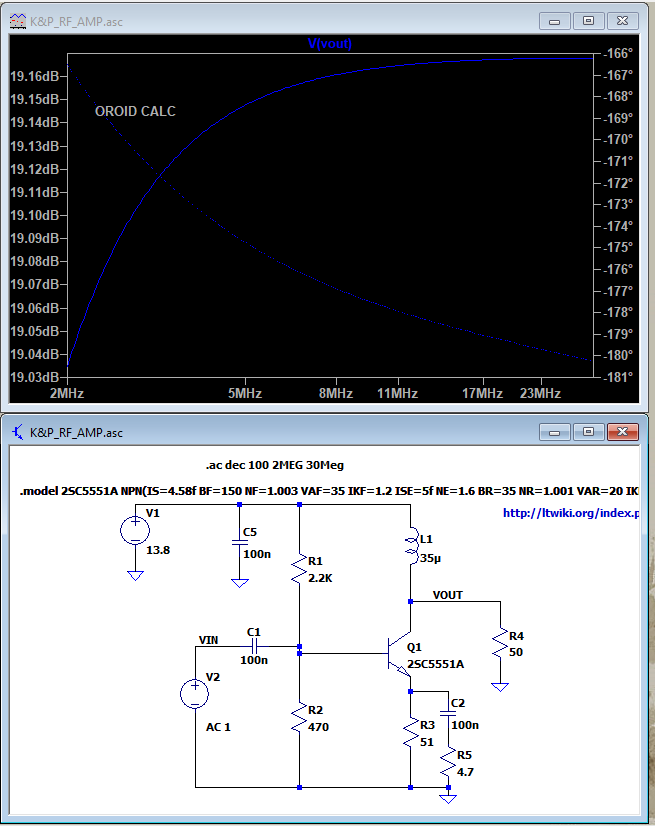 K&P_RF_AMP.asc
V(vout)
-166°
19.16dB
-167°
19.15dB
-168°
OROID CALC
19.14dB
-169°
19.13dB
-170°
19.12dB
-171°
19.11dB
-172°
19.10dB
-173°
19.09dB
-174°
19.08dB
-175°
19.07dB
-176°
19.06dB
-177°
19.05dB
-178°
19.04dB
-179°
-180°
19.03dB
-181°
2MHz 5MHz 8MHz 11MHz 17MHz 23MHz
K&P_RF_AMP.asc
.ac dec 100 2MEG 30Meg
.model 2SC5551A NPN(IS=4.58f BF=150 NF=1.003 VAF=35 IKF=1.2 ISE=5f NE=1.6 BR=35 NR=1.001 VAR=20
http://ltwiki.org/index.p
V1
13.8
C5
100n
R1
2.2K
L1
35µ
VOUT
VIN
C1
100n
Q1
2SC5551A
R4
50
V2
AC 1
R2
470
R3
51
C2
100n
R5
4.7